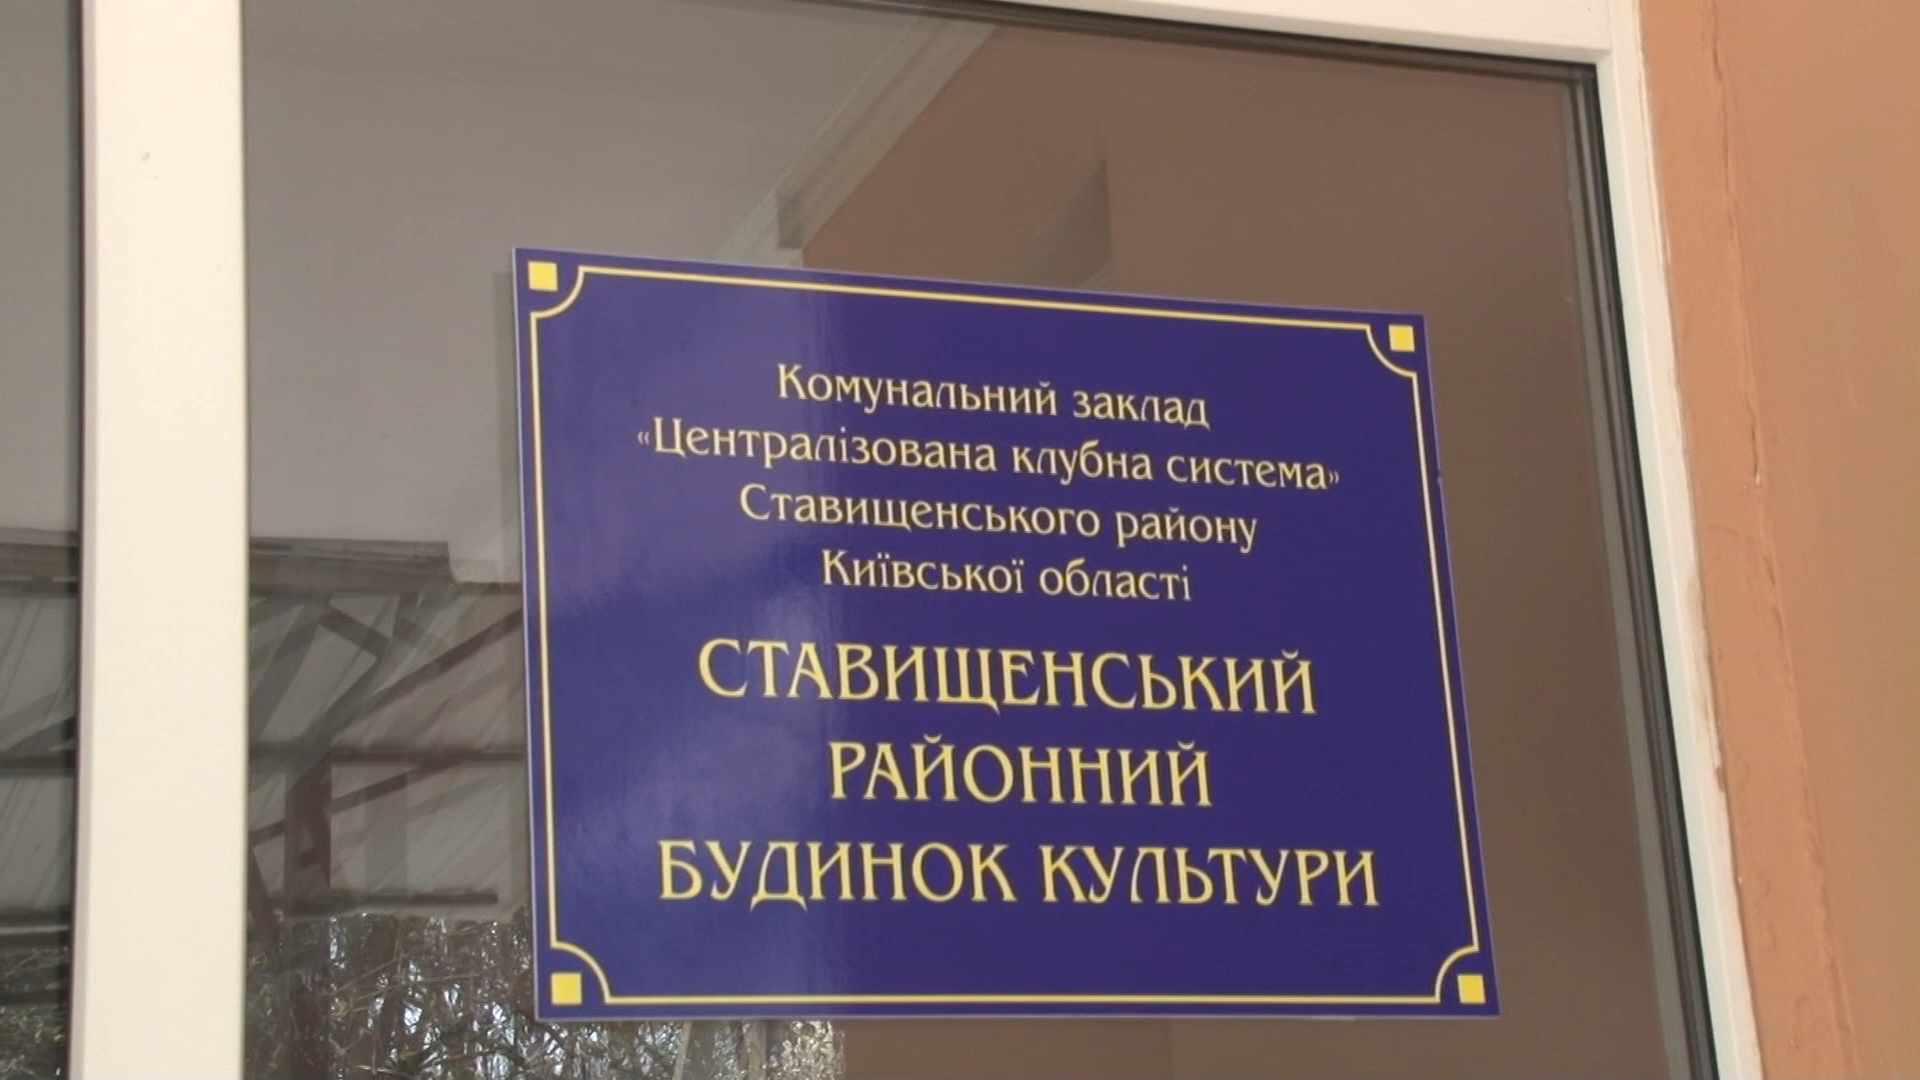 Комунальний заклад
«Централізована клубна система»
Ставищенського району
Київської області
СТАВИЩЕНСЬКИЙ
РАЙОННИЙ
БУДИНОК КУЛЬТУРИ